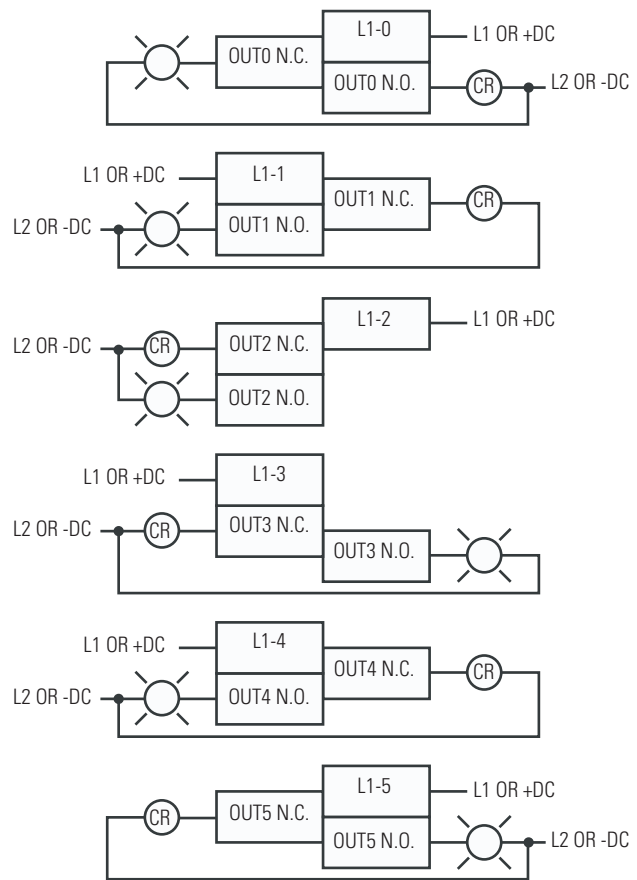 L1-0
L1 OR +DC
OUT0 N.C.
OUT0 N.O.
CR
L2 OR -DC
L1 OR +DC
L1-1
OUT1 N.C.
CR
L2 OR -DC
OUT1 N.O.
L1-2
L1 OR +DC
L2 OR -DC
CR
OUT2 N.C.
OUT2 N.O.
L1 OR +DC
L1-3
L2 OR -DC
CR
OUT3 N.C.
OUT3 N.O.
L1 OR +DC
L1-4
OUT4 N.C.
CR
L2 OR -DC
OUT4 N.O.
L1-5
L1 OR +DC
CR
OUT5 N.C.
OUT5 N.O.
L2 OR -DC